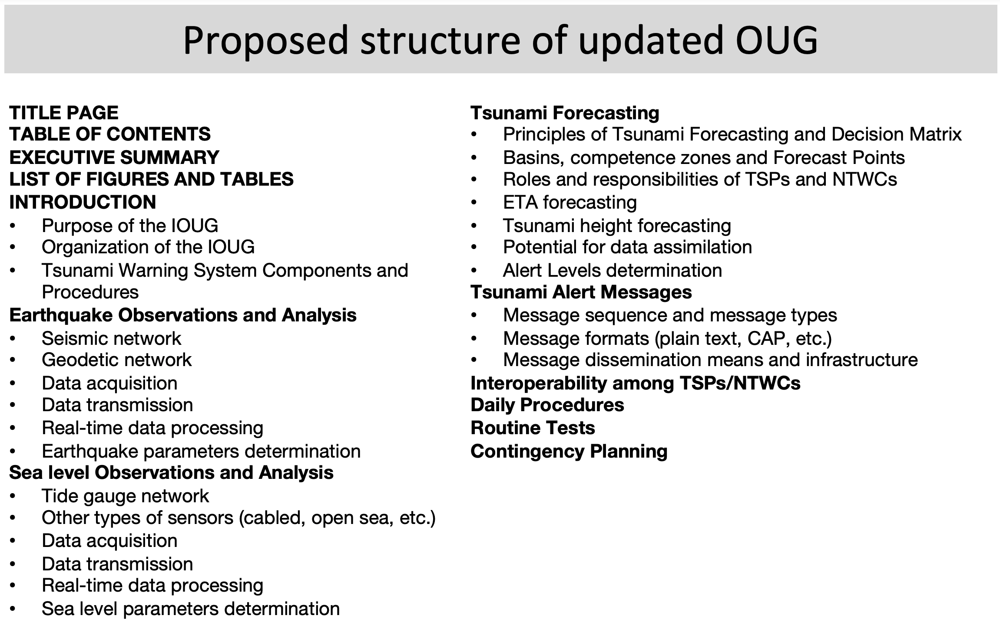 Proposed structure of updated OUG
TITLE PAGE
TABLE OF CONTENTS
EXECUTIVE SUMMARY
LIST OF FIGURES AND TABLES
INTRODUCTION
• Purpose of the IOUG
• Organization of the IOUG
• Tsunami Warning System Components and
Procedures
Earthquake Observations and Analysis
• Seismic network
• Geodetic network
• Data acquisition
• Data transmission
• Real-time data processing
• Earthquake parameters determination
Sea level Observations and Analysis
• Tide gauge network
• Other types of sensors (cabled, open sea, etc.)
• Data acquisition
• Data transmission
• Real-time data processing
• Sea level parameters determination
Tsunami Forecasting
• Principles of Tsunami Forecasting and Decision Matrix
• Basins, competence zones and Forecast Points
• Roles and responsibilities of TSPs and NTWCs
• ETA forecasting
• Tsunami height forecasting
• Potential for data assimilation
• Alert Levels determination
Tsunami Alert Messages
• Message sequence and message types
• Message formats (plain text, CAP, etc.)
• Message dissemination means and infrastructure
Interoperability among TSPs/NTWCs
Daily Procedures
Routine Tests
Contingency Planning